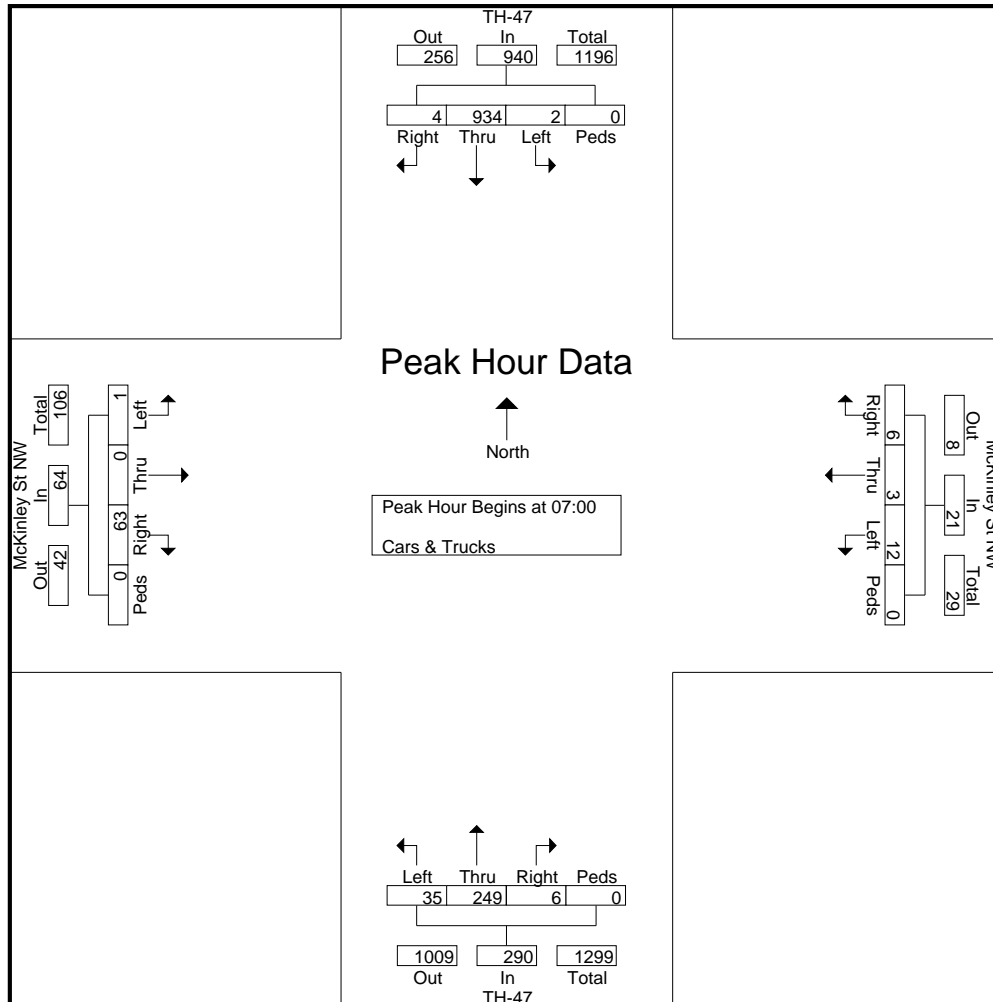 TH-47
Out In Total
256 940 1196
4 934 2 0
Right Thru Left Peds
Peak Hour Data
North
Peak Hour Begins at 07:00
Cars & Trucks
McKinley St NW
Out In Total
42 64 106
1 0 63 0
Left Thru Right Peds
McKinley St NW
Out In Total
8 21 29
6 3 12 0
Right Thru Left Peds
Left Thru Right Peds
35 249 6 0
1009 290 1299
Out In Total
TH-47